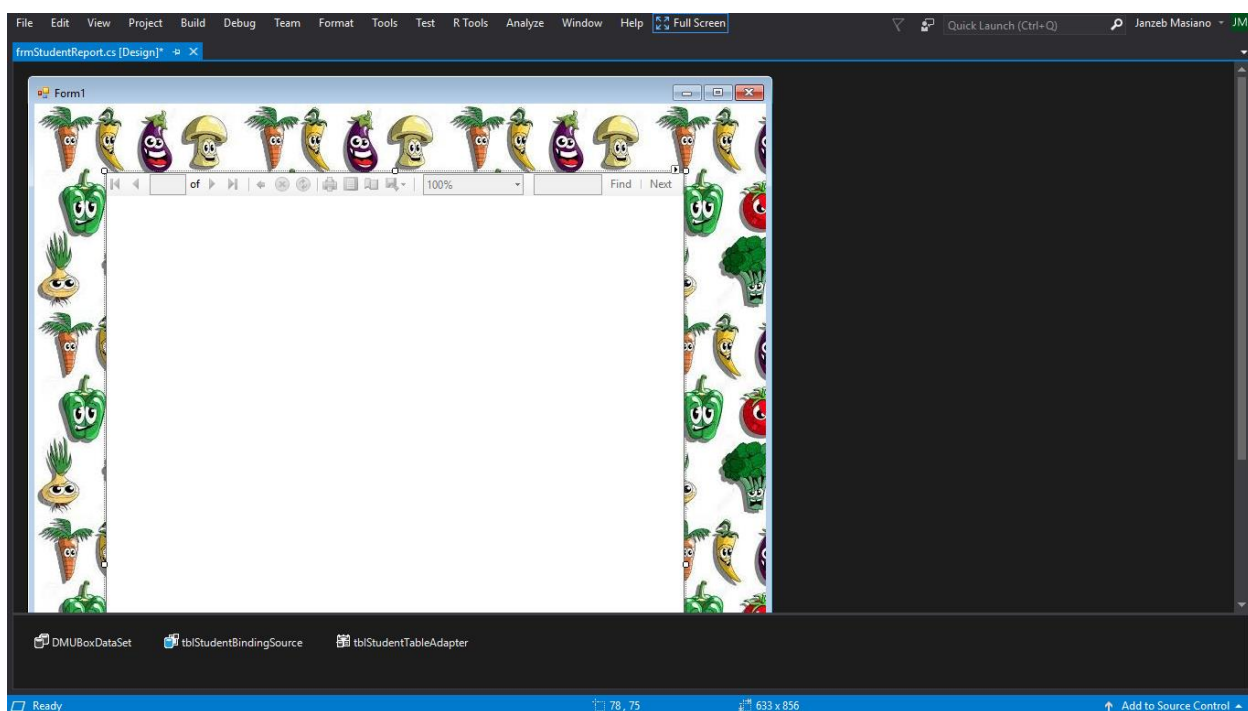 File Edit View Project Build Debug Team Format Tools Test R Tools Analyze Window Help Full Screen Quick Launch (Ctrl+Q) Janzeb Masiano JM
frmStudentReport.cs [Design]*
Form1
of 100% Find Next
DMUBoxDataSet tblStudentBindingSource tblStudentTableAdapter
Ready 78 , 75 633 x 856 Add to Source Control